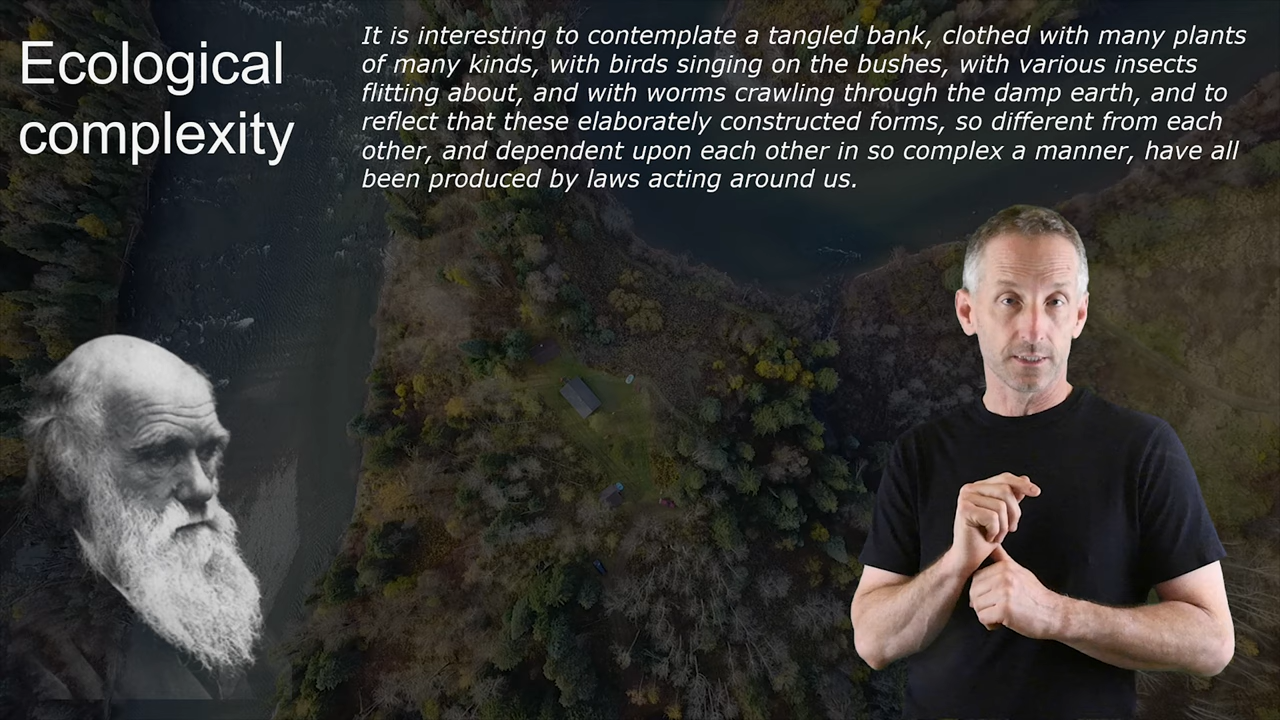 Ecological
complexity
It is interesting to contemplate a tangled bank, clothed with many plants
of many kinds, with birds singing on the bushes, with various insects
flitting about, and with worms crawling through the damp earth, and to
reflect that these elaborately constructed forms, so different from each
other, and dependent upon each other in so complex a manner, have all
been produced by laws acting around us.